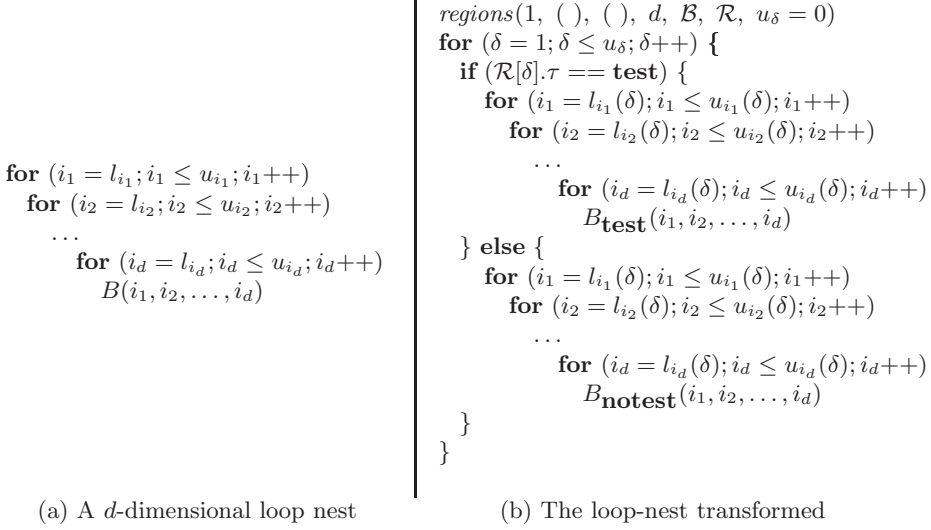 for (i_1 = l_{i_1}; i_1 ≤ u_{i_1}; i_1++)
for (i_2 = l_{i_2}; i_2 ≤ u_{i_2}; i_2++)
...
for (i_d = l_{i_d}; i_d ≤ u_{i_d}; i_d++)
B(i_1, i_2, . . . , i_d)
(a) A d-dimensional loop nest
regions(1, ( ), ( ), d, ℬ, ℛ, u_δ = 0)
for (δ = 1; δ ≤ u_δ; δ++) {
if (ℛ[δ].τ == test) {
for (i_1 = l_{i_1}(δ); i_1 ≤ u_{i_1}(δ); i_1++)
for (i_2 = l_{i_2}(δ); i_2 ≤ u_{i_2}(δ); i_2++)
...
for (i_d = l_{i_d}(δ); i_d ≤ u_{i_d}(δ); i_d++)
B_test(i_1, i_2, . . . , i_d)
} else {
for (i_1 = l_{i_1}(δ); i_1 ≤ u_{i_1}(δ); i_1++)
for (i_2 = l_{i_2}(δ); i_2 ≤ u_{i_2}(δ); i_2++)
...
for (i_d = l_{i_d}(δ); i_d ≤ u_{i_d}(δ); i_d++)
B_notest(i_1, i_2, . . . , i_d)
}
}
(b) The loop-nest transformed